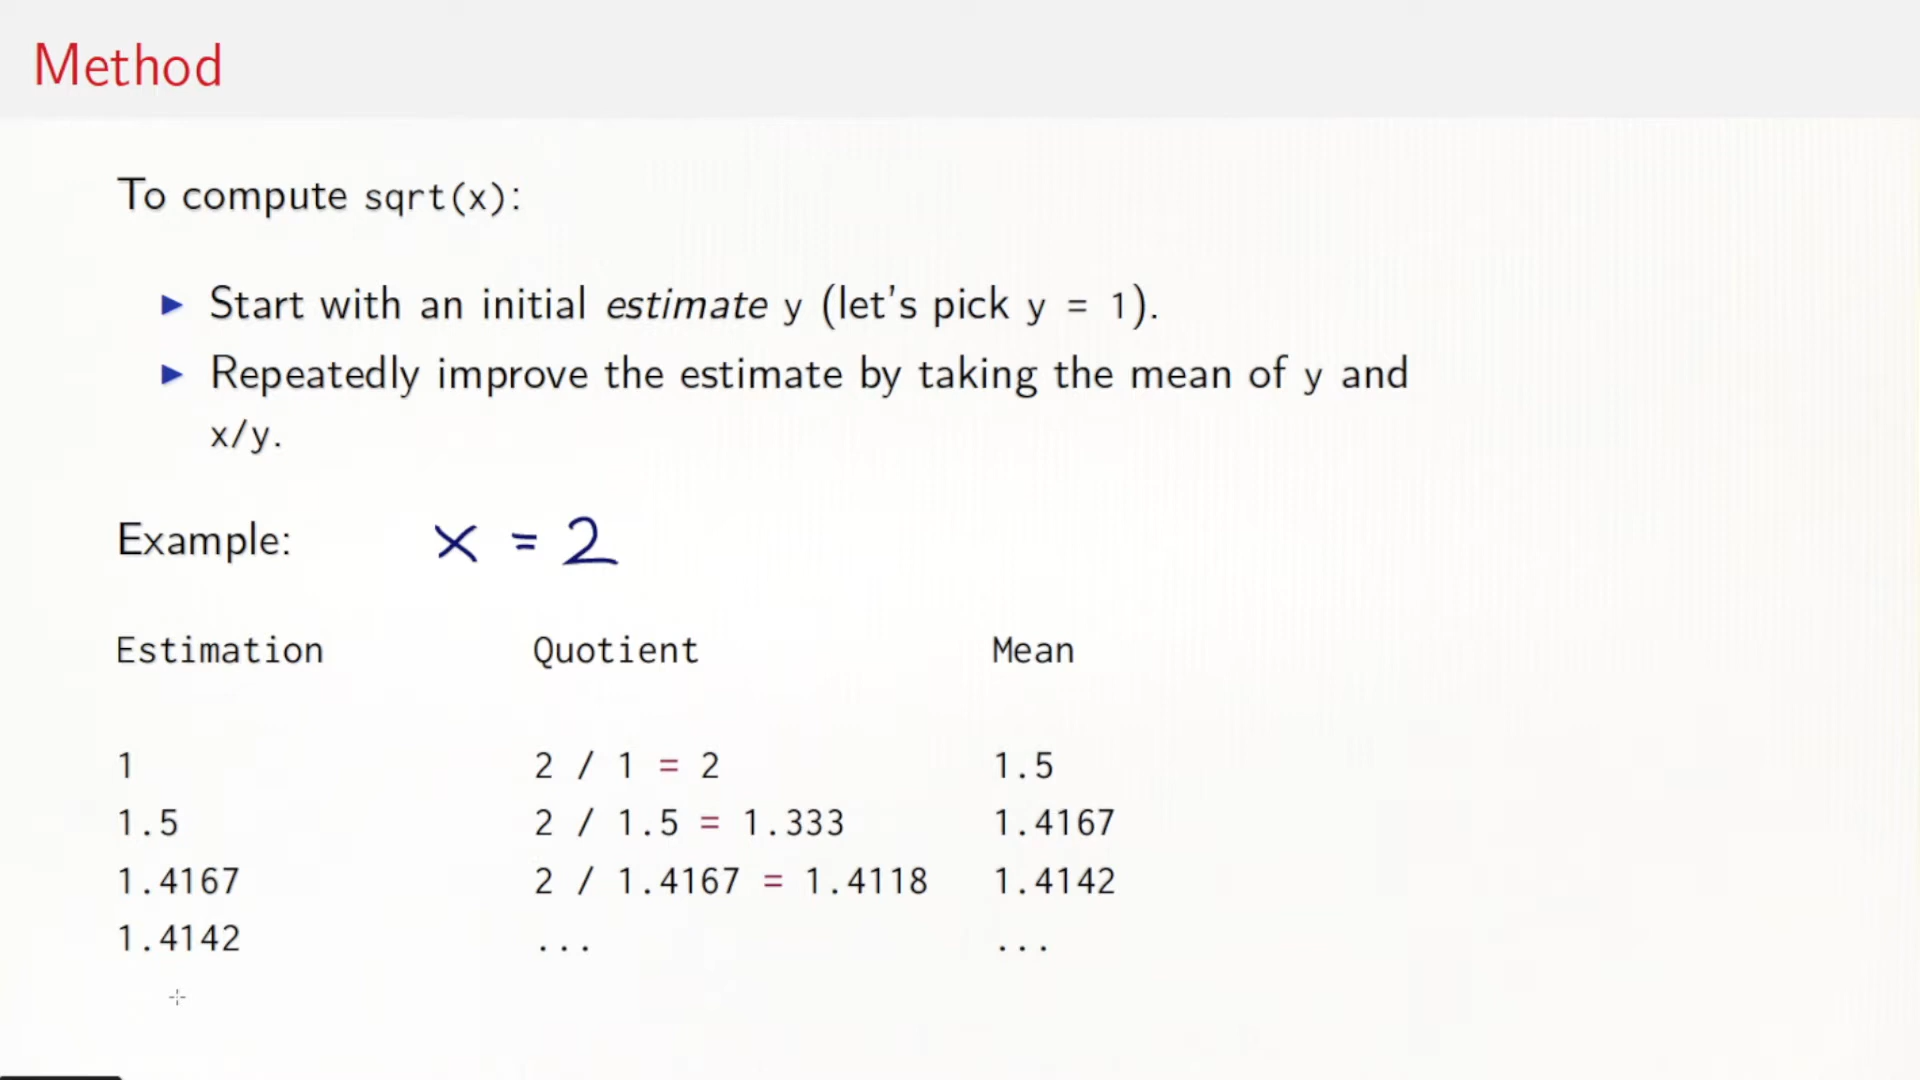 Method
To compute sqrt(x):
▶ Start with an initial estimate y (let's pick y = 1).
▶ Repeatedly improve the estimate by taking the mean of y and
x/y.
Example: x = 2
Estimation Quotient Mean
1 2 / 1 = 2 1.5
1.5 2 / 1.5 = 1.333 1.4167
1.4167 2 / 1.4167 = 1.4118 1.4142
1.4142 ... ...